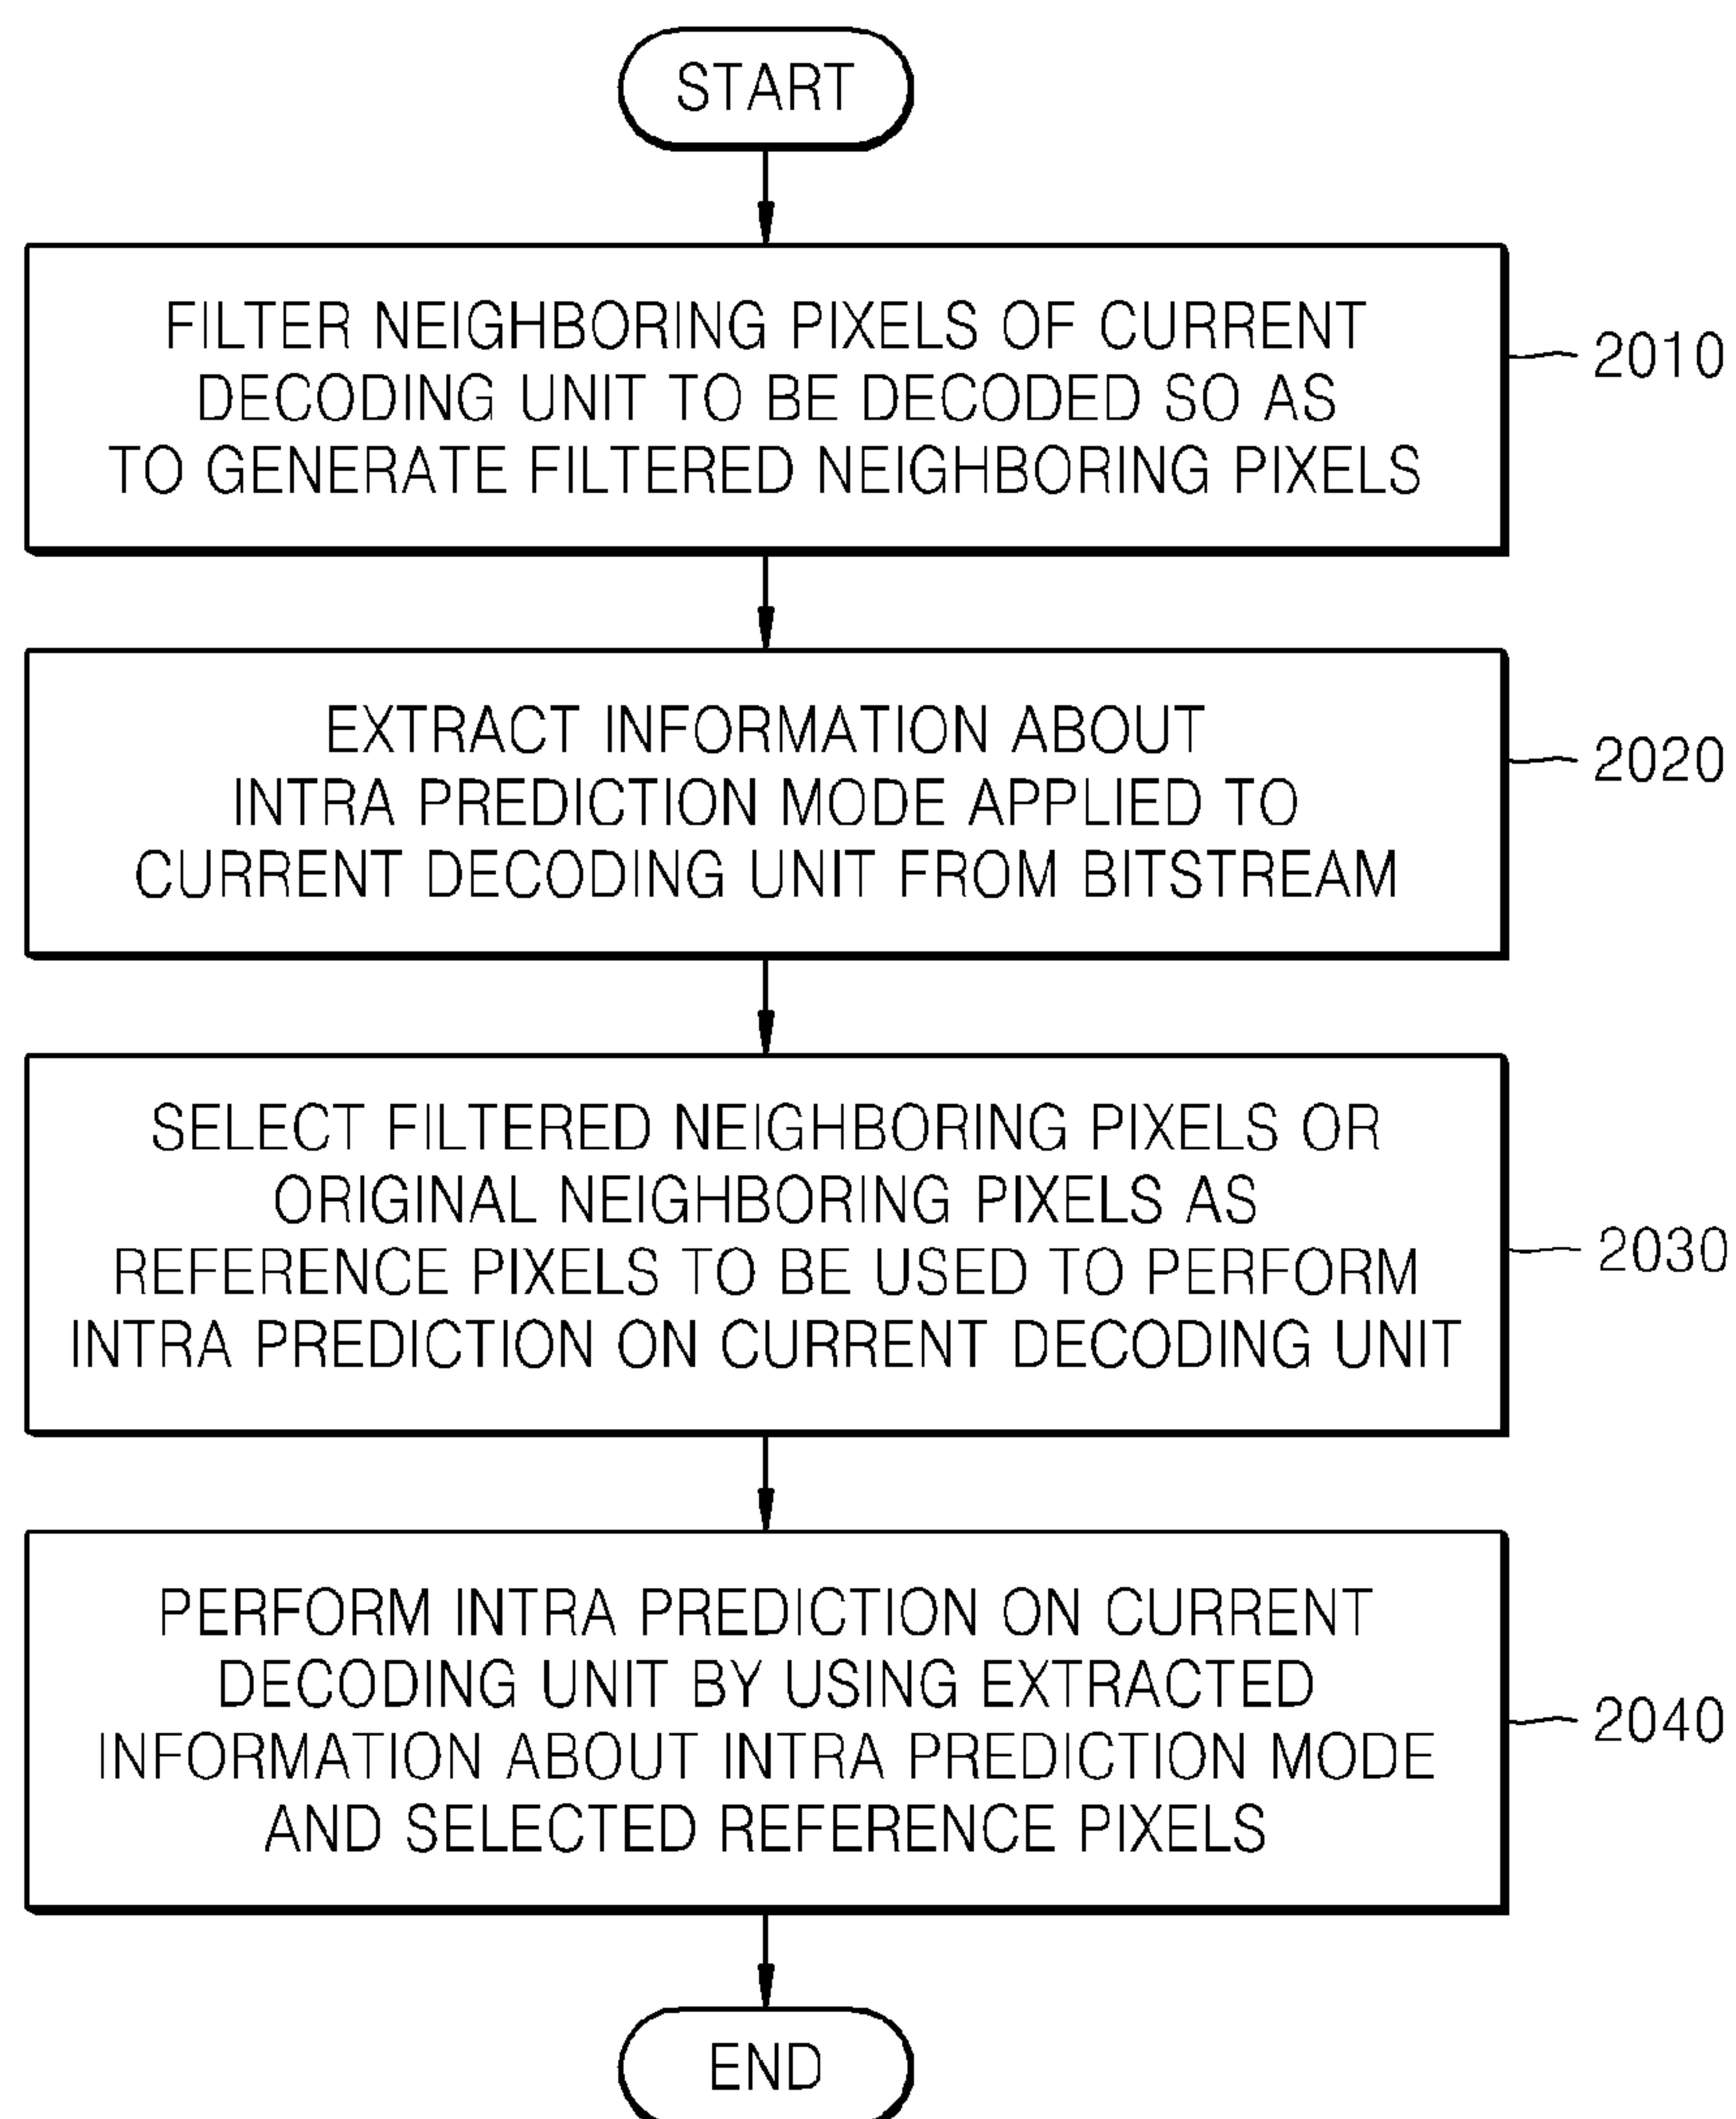 START
FILTER NEIGHBORING PIXELS OF CURRENT
DECODING UNIT TO BE DECODED SO AS
TO GENERATE FILTERED NEIGHBORING PIXELS
2010
EXTRACT INFORMATION ABOUT
INTRA PREDICTION MODE APPLIED TO
CURRENT DECODING UNIT FROM BITSTREAM
2020
SELECT FILTERED NEIGHBORING PIXELS OR
ORIGINAL NEIGHBORING PIXELS AS
REFERENCE PIXELS TO BE USED TO PERFORM
INTRA PREDICTION ON CURRENT DECODING UNIT
2030
PERFORM INTRA PREDICTION ON CURRENT
DECODING UNIT BY USING EXTRACTED
INFORMATION ABOUT INTRA PREDICTION MODE
AND SELECTED REFERENCE PIXELS
2040
END